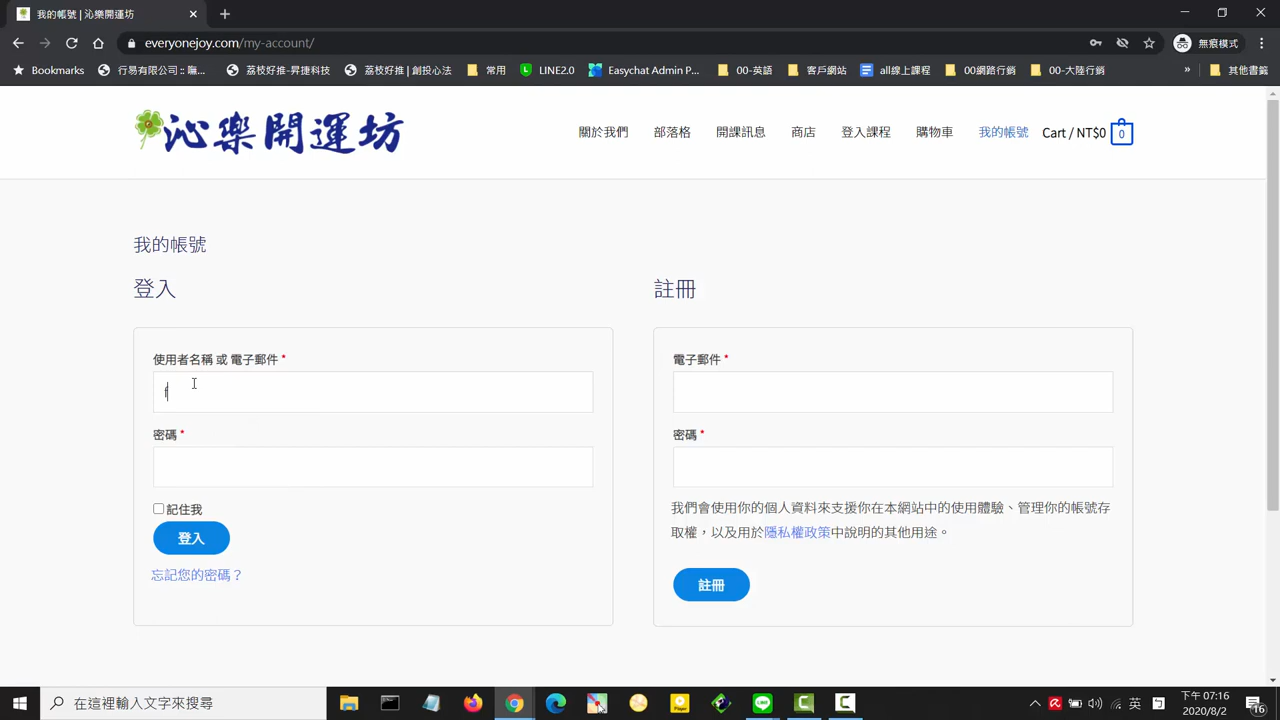 我的帳號 | 沁樂開運坊
everyonejoy.com/my-account/
無痕模式
Bookmarks
行易有限公司 :: 矚...
荔枝好推-昇捷科技
荔枝好推 | 創投心法
常用
LINE2.0
Easychat Admin P...
00-英語
客戶網站
all線上課程
00網路行銷
00-大陸行銷
»
其他書籤
沁樂開運坊
關於我們
部落格
開課訊息
商店
登入課程
購物車
我的帳號
Cart / NT$0
0
我的帳號
登入
註冊
使用者名稱 或 電子郵件 *
f
密碼 *
記住我
登入
忘記您的密碼？
電子郵件 *
密碼 *
我們會使用你的個人資料來支援你在本網站中的使用體驗、管理你的帳號存
取權，以及用於隱私權政策中說明的其他用途。
註冊
在這裡輸入文字來搜尋
英
下午 07:16
2020/8/2
16